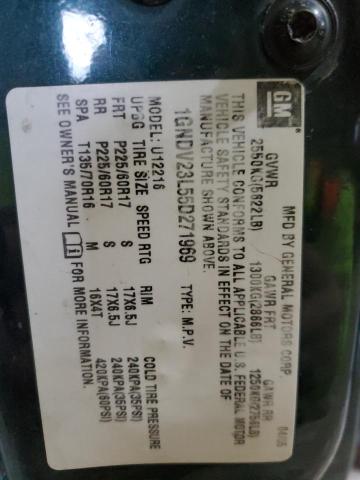 GM
MFD BY GENERAL MOTORS CORP
04/05
GVWR GAWR FRT GAWR RR
2550KG(5622LB) 1300KG(2866LB) 1250KG(2756LB)
THIS VEHICLE CONFORMS TO ALL APPLICABLE U.S. FEDERAL MOTOR
VEHICLE SAFETY STANDARDS IN EFFECT ON THE DATE OF
MANUFACTURE SHOWN ABOVE.
1GNDV23L55D271969 TYPE: M.P.V.
MODEL: U12216
UPBG TIRE SIZE SPEED RTG RIM COLD TIRE PRESSURE
FRT P225/60R17 S 17X6.5J 240KPA(35PSI)
RR P225/60R17 S 17X6.5J 240KPA(35PSI)
SPA T135/70R16 M 16X4T 420KPA(60PSI)
SEE OWNER'S MANUAL FOR MORE INFORMATION.